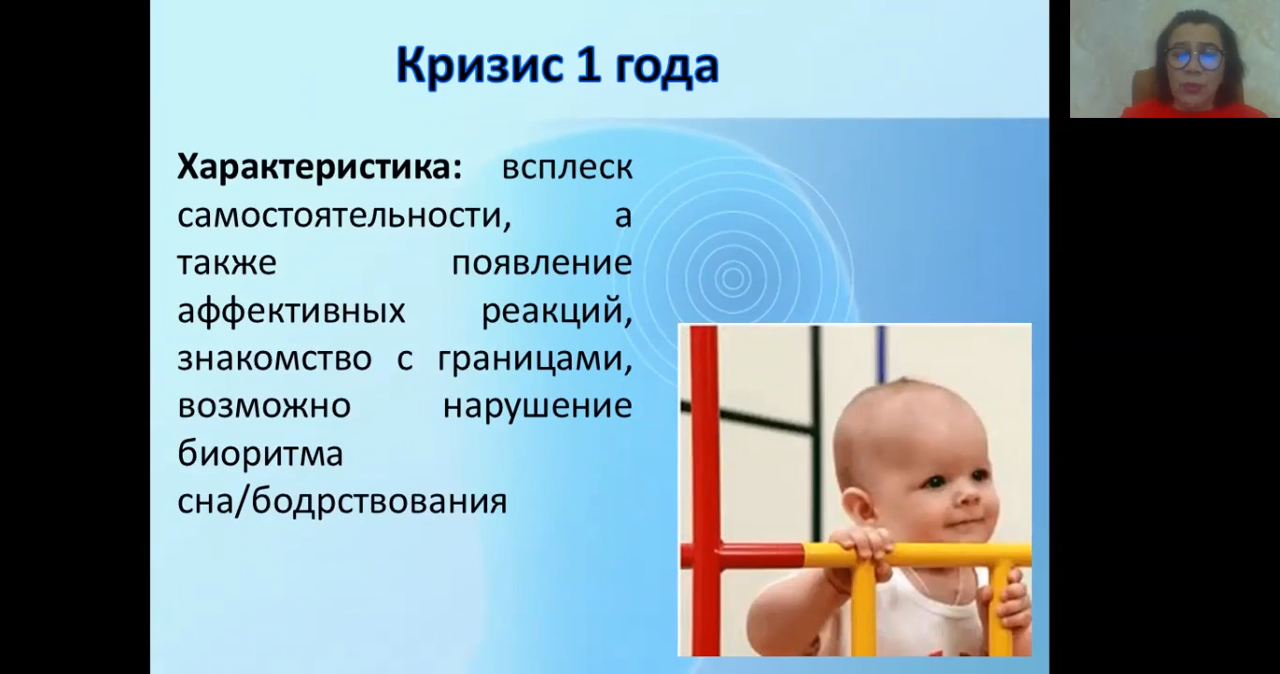 Кризис 1 года
Характеристика: всплеск
самостоятельности, а
также появление
аффективных реакций,
знакомство с границами,
возможно нарушение
биоритма
сна/бодрствования